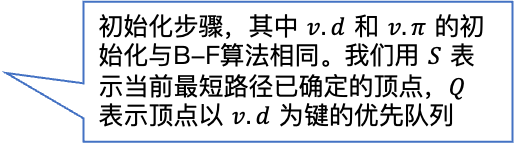 初始化步骤，其中 v.d 和 v.π 的初
始化与B–F算法相同。我们用 S 表
示当前最短路径已确定的顶点，Q
表示顶点以 v.d 为键的优先队列